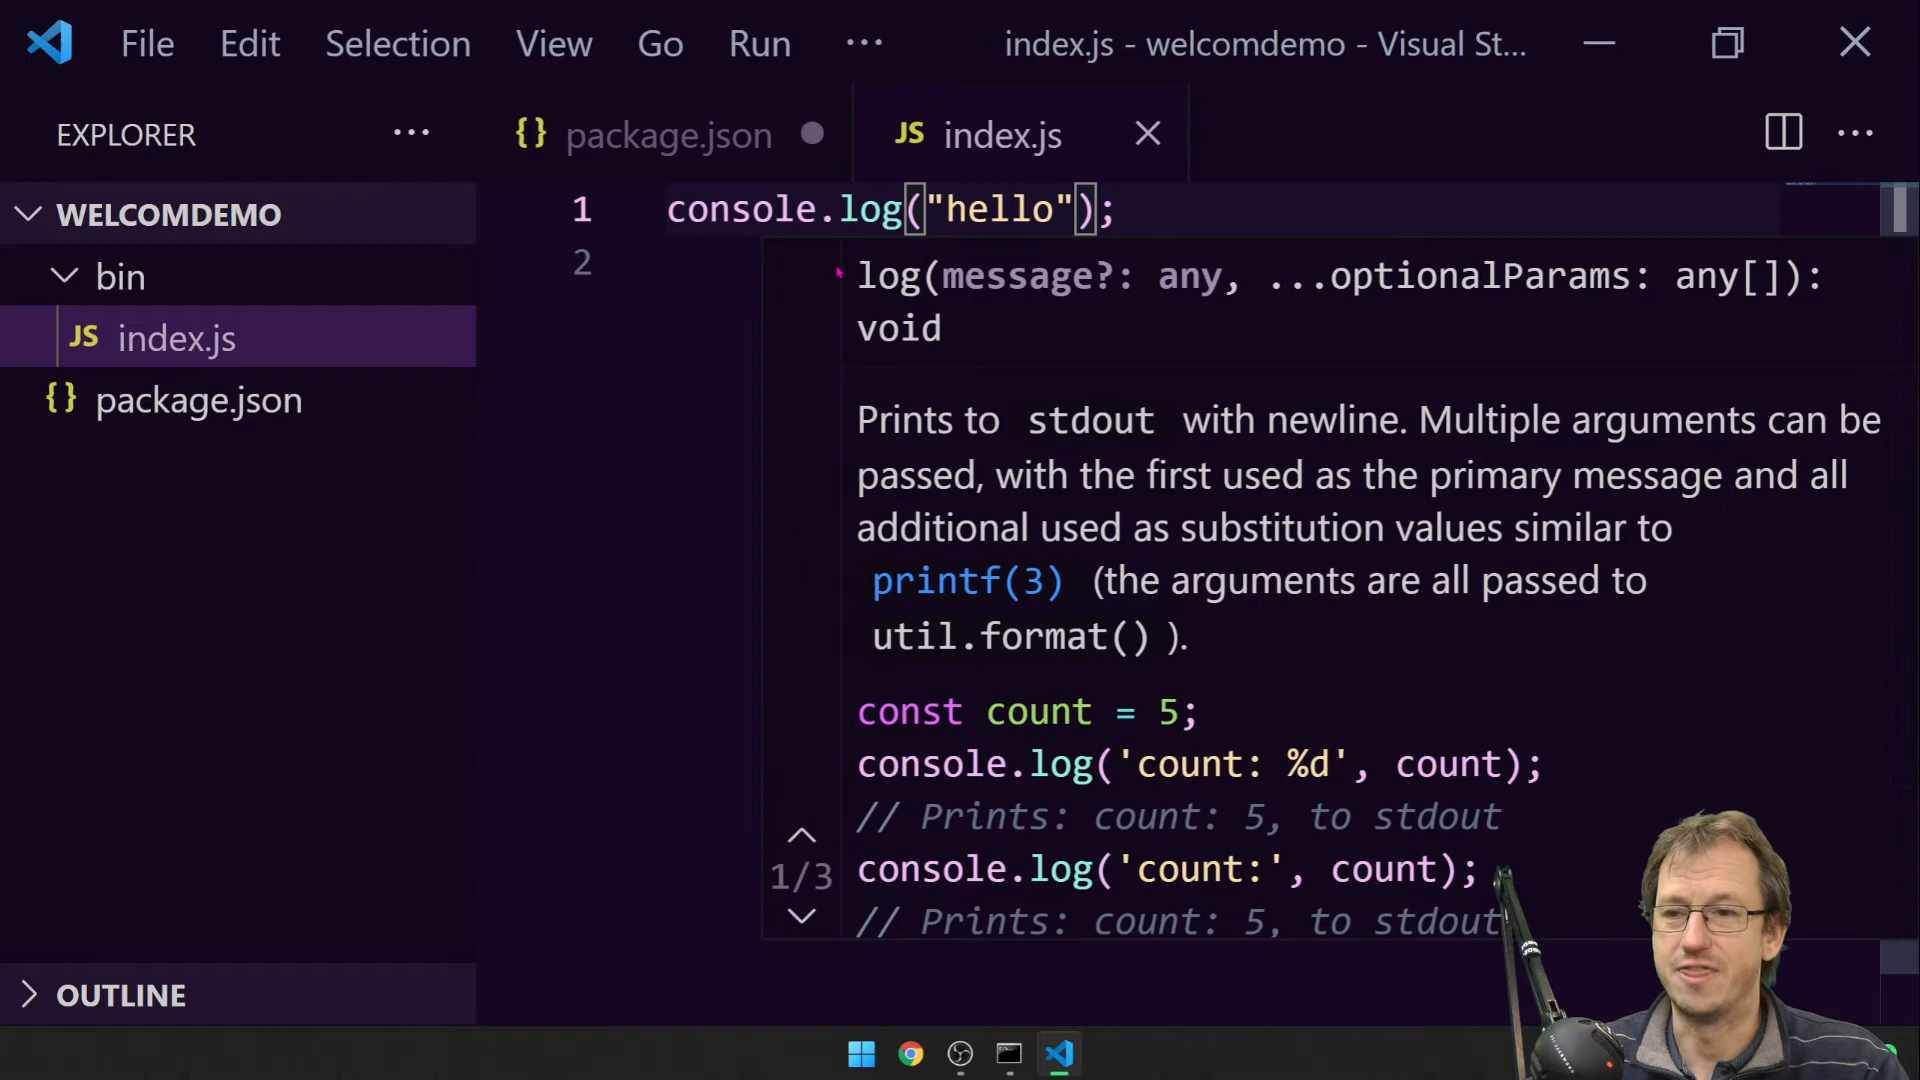 File Edit Selection View Go Run ··· index.js - welcomdemo - Visual St...
EXPLORER ···
{} package.json ●
JS index.js
WELCOMDEMO
bin
JS index.js
{} package.json
1 console.log("hello");
2
log(message?: any, ...optionalParams: any[]):
void
Prints to stdout with newline. Multiple arguments can be
passed, with the first used as the primary message and all
additional used as substitution values similar to
printf(3) (the arguments are all passed to
util.format() ).
const count = 5;
console.log('count: %d', count);
// Prints: count: 5, to stdout
console.log('count:', count);
// Prints: count: 5, to stdout
1/3
OUTLINE